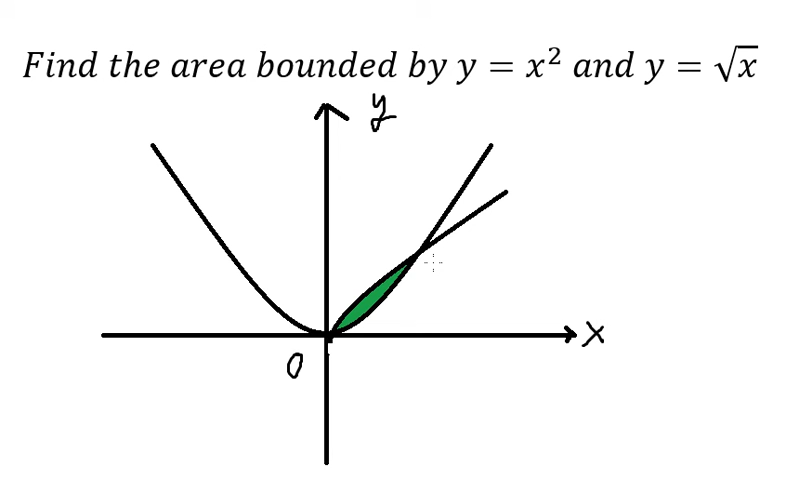 Find the area bounded by y = x² and y = √x
y
x
0